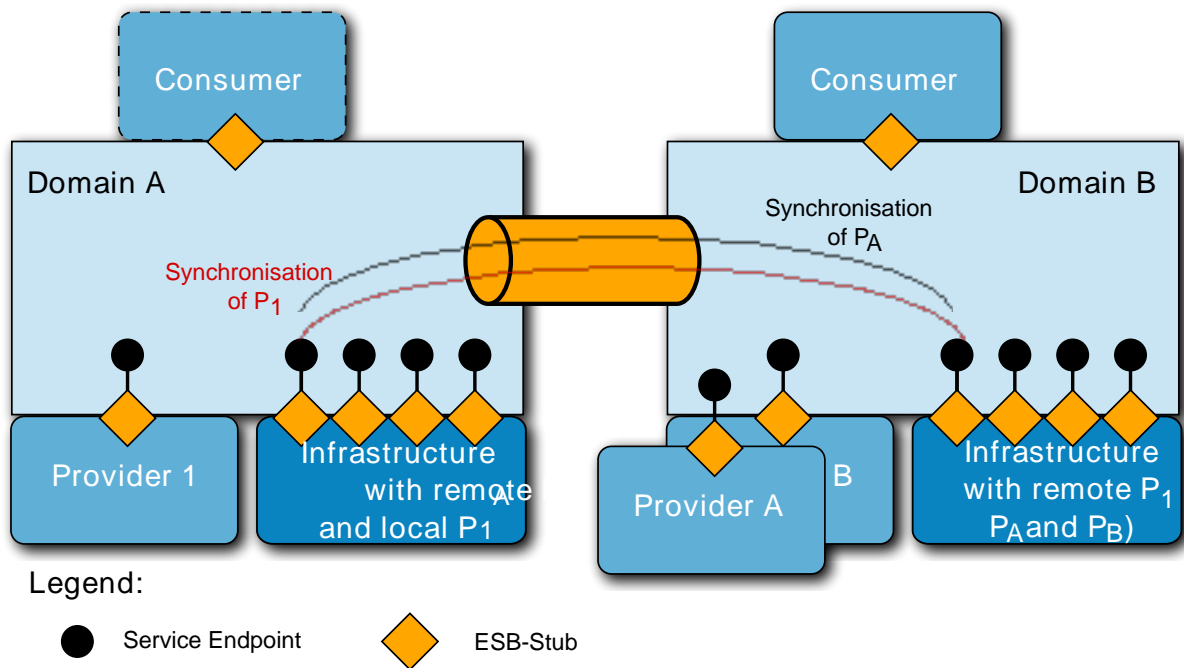 Consumer
Consumer
Domain A
Domain B
Synchronisation
of PA
Synchronisation
of P1
Provider 1
Infrastructure
with remote A
and local P1
Provider A
B
Infrastructure
with remote P1
PA and PB)
Legend:
Service Endpoint
ESB-Stub